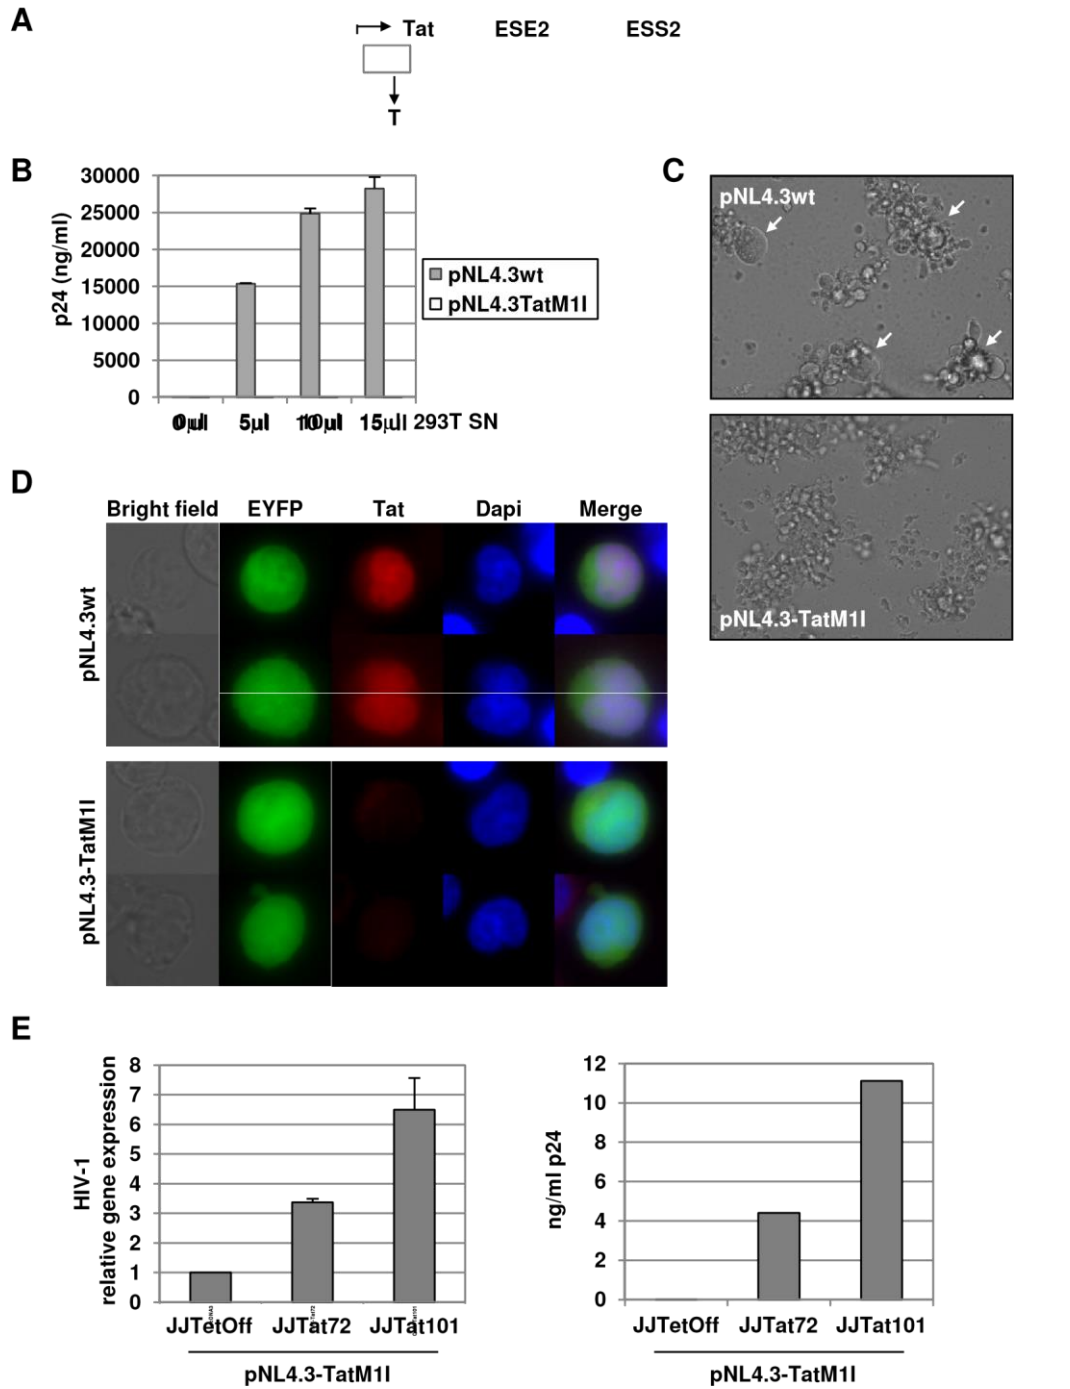 A
Tat ESE2 ESS2
T
B
30000
25000
20000
15000
10000
5000
0
p24 (ng/ml)
5µl 15µl 293T SN
pNL4.3wt
pNL4.3TatM1I
C
pNL4.3wt
pNL4.3-TatM1I
D
Bright field EYFP Tat Dapi Merge
pNL4.3wt
pNL4.3-TatM1I
E
HIV-1
relative gene expression
8
7
6
5
4
3
2
1
0
JJTetOff JJTat72 JJTat101
pNL4.3-TatM1I
ng/ml p24
12
10
8
6
4
2
0
JJTetOff JJTat72 JJTat101
pNL4.3-TatM1I